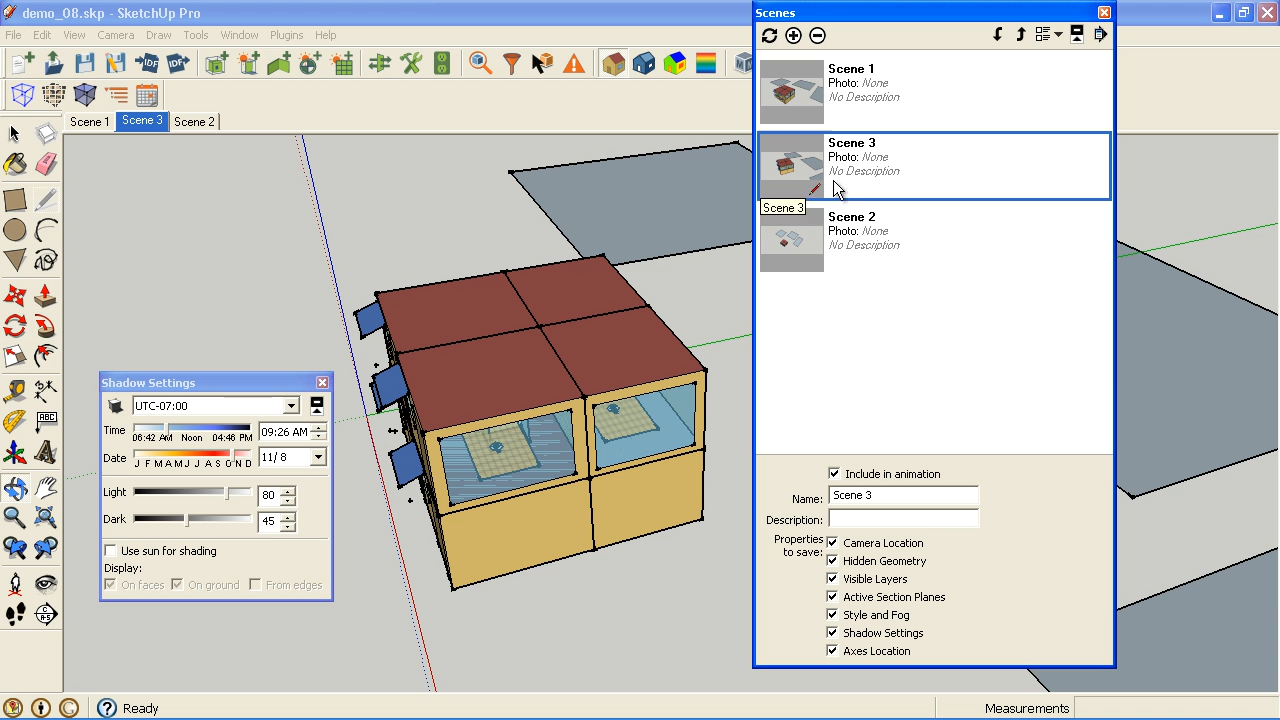 demo_08.skp - SketchUp Pro
File Edit View Camera Draw Tools Window Plugins Help
Scene 1 Scene 3 Scene 2
Scenes
Scene 1
Photo: None
No Description
Scene 3
Photo: None
No Description
Scene 3
Scene 2
Photo: None
No Description
Include in animation
Name: Scene 3
Description:
Properties to save:
Camera Location
Hidden Geometry
Visible Layers
Active Section Planes
Style and Fog
Shadow Settings
Axes Location
Shadow Settings
UTC-07:00
Time 06:42 AM Noon 04:46 PM 09:26 AM
Date J F M A M J J A S O N D 11/ 8
Light 80
Dark 45
Use sun for shading
Display:
On faces On ground From edges
IDF IDF
ABC
Ready
Measurements